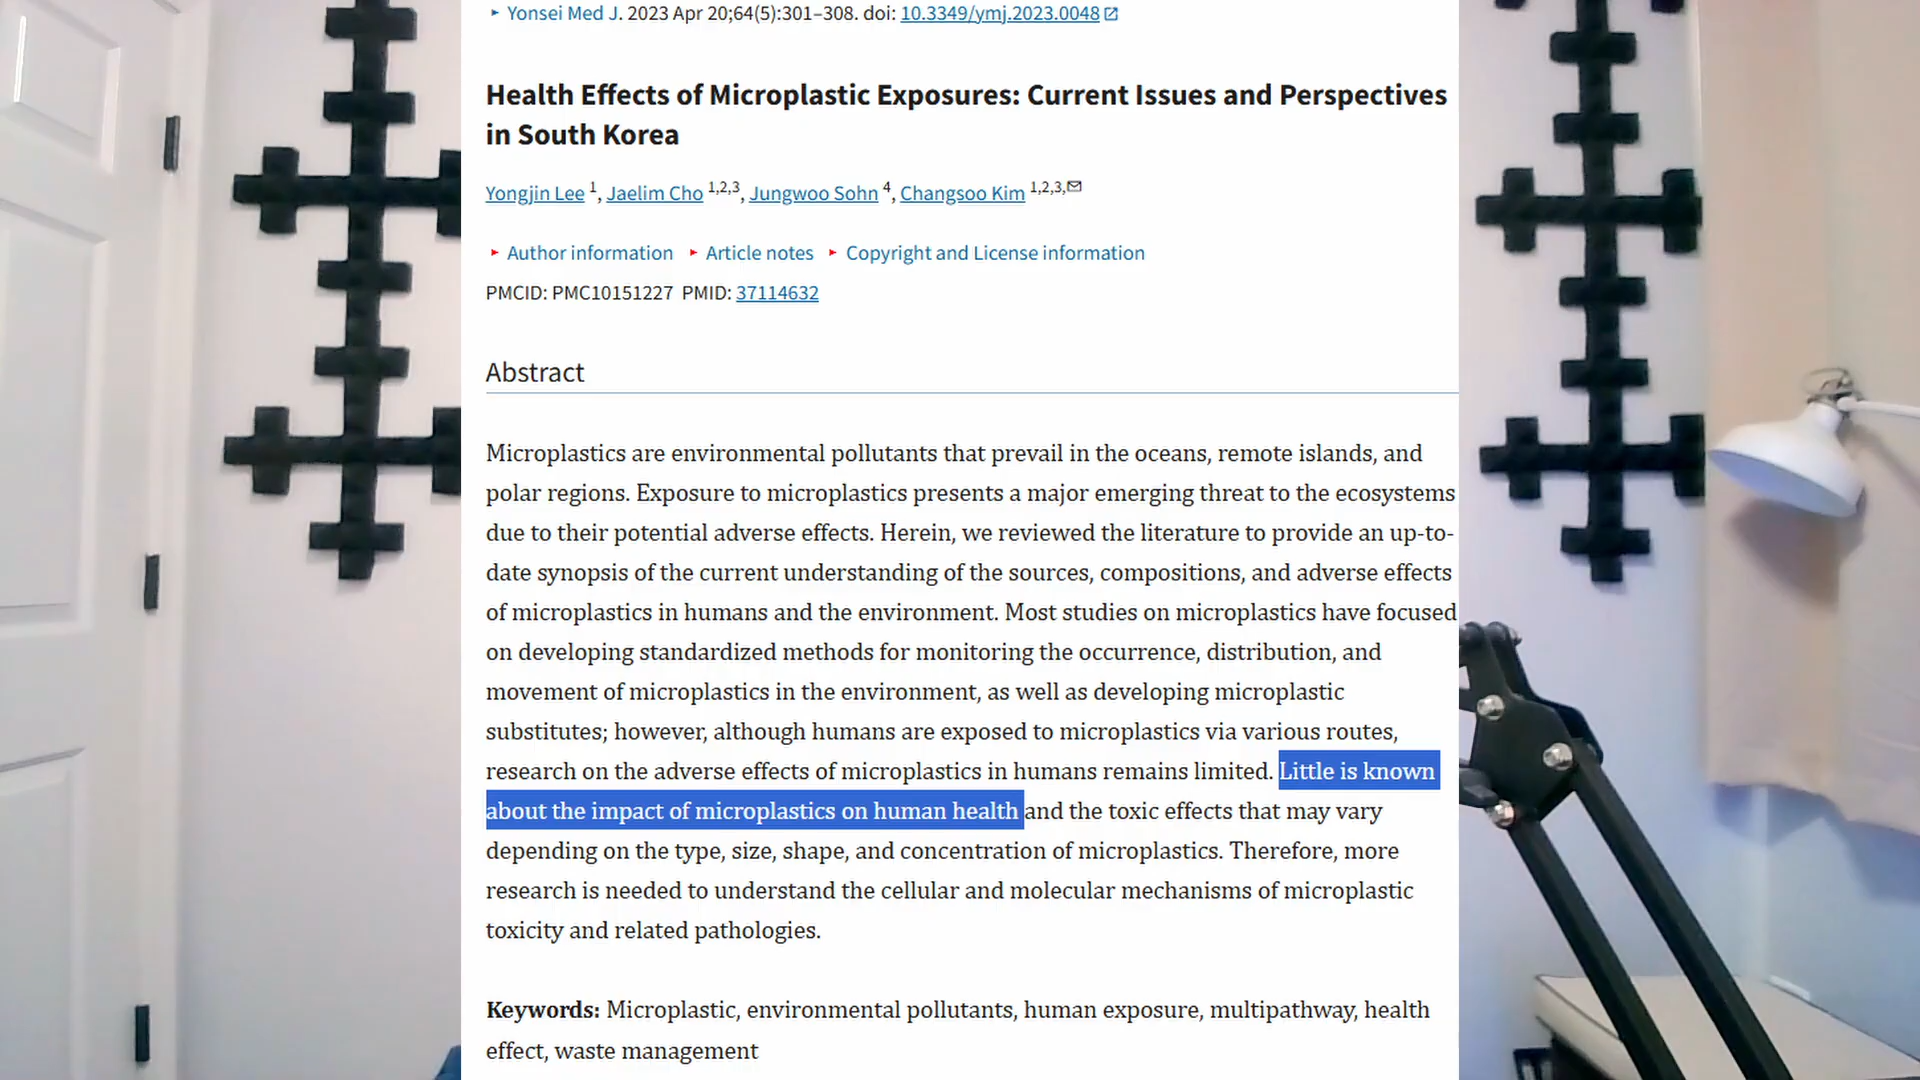 ‣ Yonsei Med J. 2023 Apr 20;64(5):301–308. doi: 10.3349/ymj.2023.0048
Health Effects of Microplastic Exposures: Current Issues and Perspectives
in South Korea
Yongjin Lee 1, Jaelim Cho 1,2,3, Jungwoo Sohn 4, Changsoo Kim 1,2,3,✉
‣ Author information ‣ Article notes ‣ Copyright and License information
PMCID: PMC10151227 PMID: 37114632
Abstract
Microplastics are environmental pollutants that prevail in the oceans, remote islands, and
polar regions. Exposure to microplastics presents a major emerging threat to the ecosystems
due to their potential adverse effects. Herein, we reviewed the literature to provide an up-to-
date synopsis of the current understanding of the sources, compositions, and adverse effects
of microplastics in humans and the environment. Most studies on microplastics have focused
on developing standardized methods for monitoring the occurrence, distribution, and
movement of microplastics in the environment, as well as developing microplastic
substitutes; however, although humans are exposed to microplastics via various routes,
research on the adverse effects of microplastics in humans remains limited. Little is known
about the impact of microplastics on human health and the toxic effects that may vary
depending on the type, size, shape, and concentration of microplastics. Therefore, more
research is needed to understand the cellular and molecular mechanisms of microplastic
toxicity and related pathologies.
Keywords: Microplastic, environmental pollutants, human exposure, multipathway, health
effect, waste management